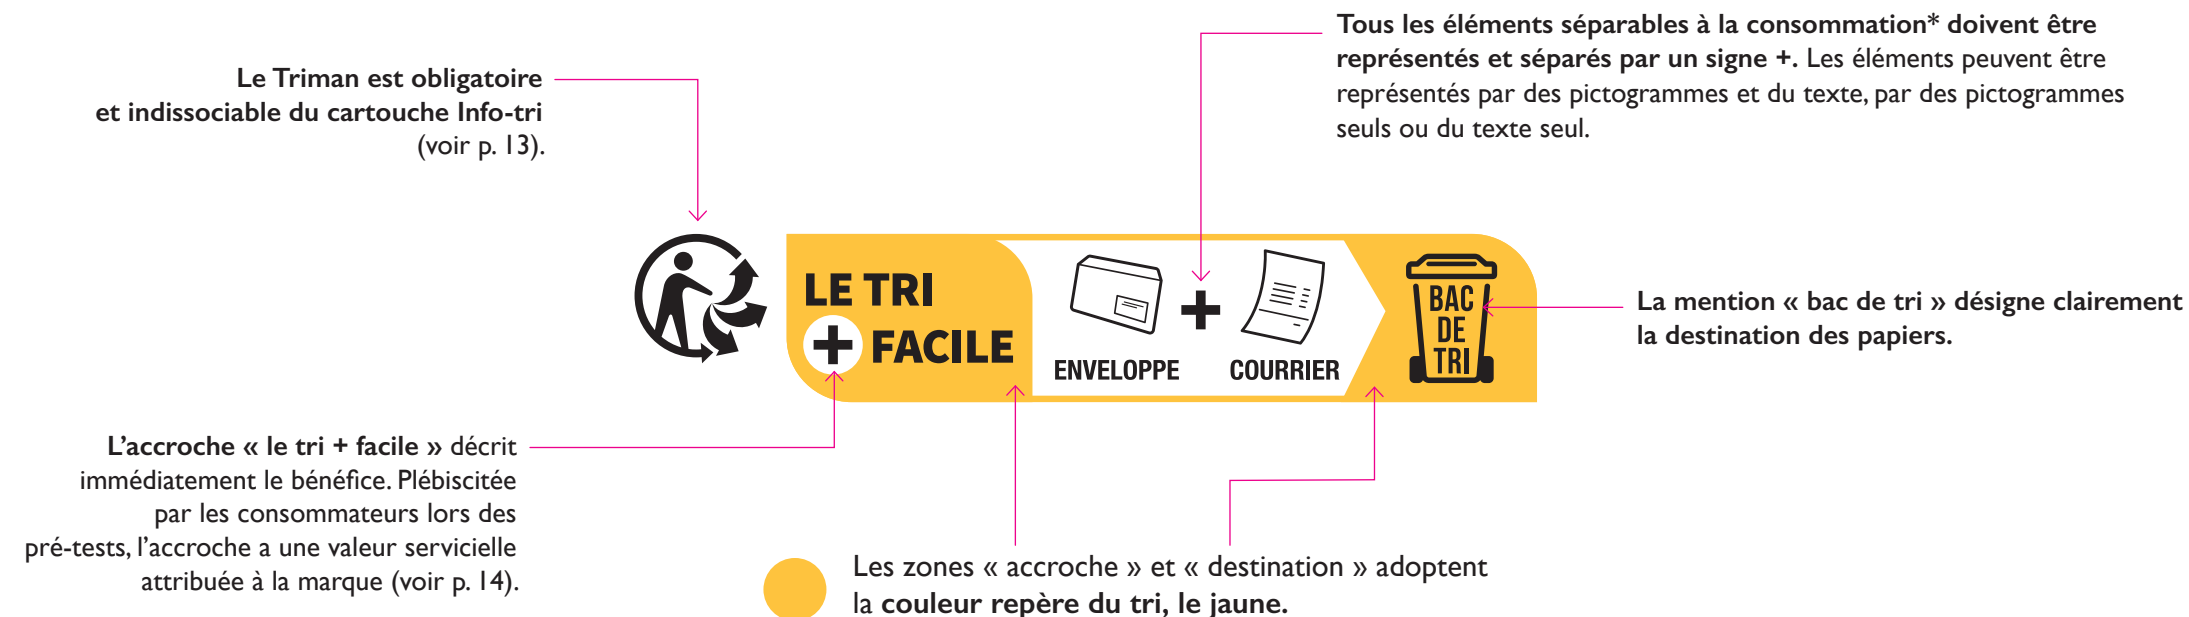 Le Triman est obligatoire
et indissociable du cartouche Info-tri
(voir p. 13).
Tous les éléments séparables à la consommation* doivent être
représentés et séparés par un signe +. Les éléments peuvent être
représentés par des pictogrammes et du texte, par des pictogrammes
seuls ou du texte seul.
LE TRI
+ FACILE
ENVELOPPE
+
COURRIER
BAC
DE
TRI
La mention « bac de tri » désigne clairement
la destination des papiers.
L’accroche « le tri + facile » décrit
immédiatement le bénéfice. Plébiscitée
par les consommateurs lors des
pré-tests, l’accroche a une valeur servicielle
attribuée à la marque (voir p. 14).
Les zones « accroche » et « destination » adoptent
la couleur repère du tri, le jaune.